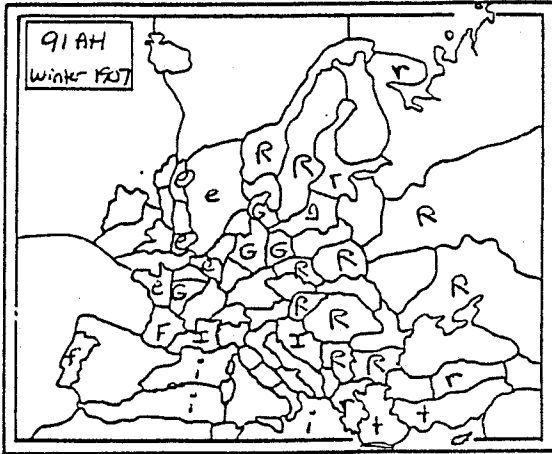 91 AH
Winter 1907
r
R R
e
e e r
G g R
e G G
e R R
e G R
R R
F I I
f i R R
r
i i t t